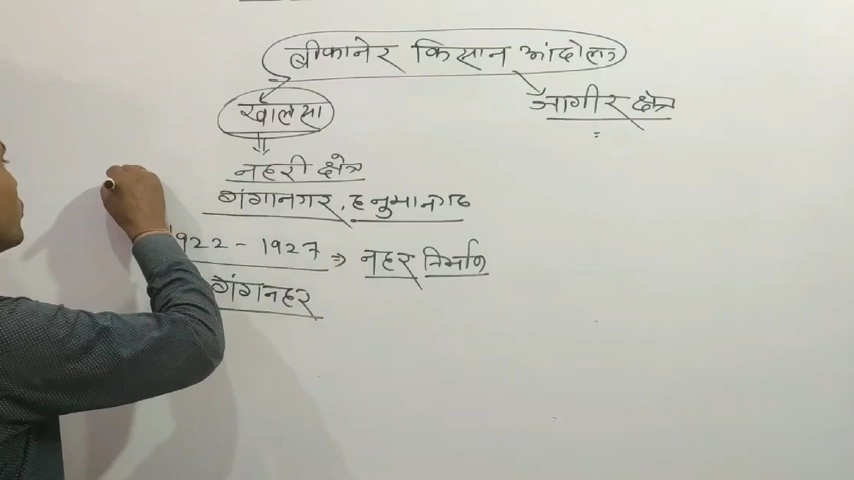 बीकानेर किसान आंदोलन
खालसा
जागीर क्षेत्र
नहरी क्षेत्र
गंगानगर, हनुमानगढ
1922 - 1927 ⇒ नहर निर्माण
गंगनहर